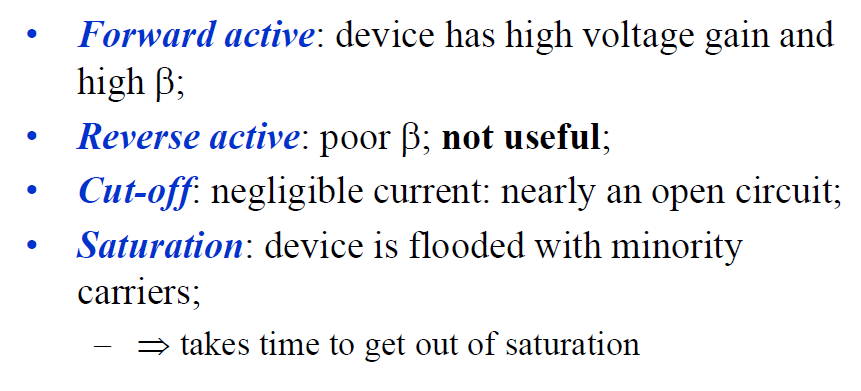 • Forward active: device has high voltage gain and
high β;
• Reverse active: poor β; not useful;
• Cut-off: negligible current: nearly an open circuit;
• Saturation: device is flooded with minority
carriers;
– ⇒ takes time to get out of saturation